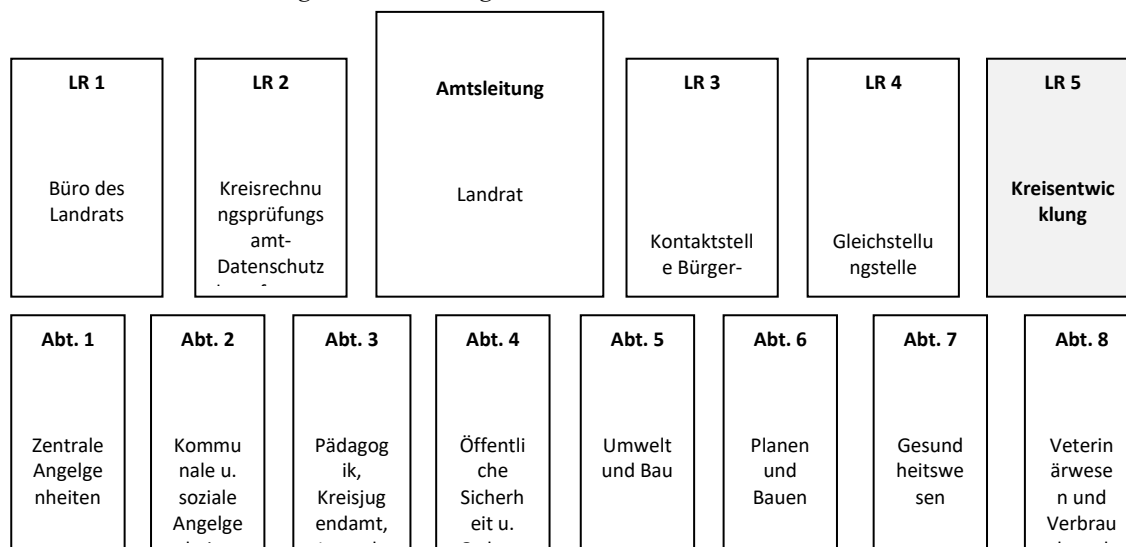 LR 1
Büro des
Landrats
LR 2
Kreisrechnu
ngsprüfungs
amt-
Datenschutz
Amtsleitung
Landrat
LR 3
Kontaktstell
e Bürger-
LR 4
Gleichstellu
ngstelle
LR 5
Kreisentwic
klung
Abt. 1
Zentrale
Angelge
nheiten
Abt. 2
Kommu
nale u.
soziale
Angelge
Abt. 3
Pädagog
ik,
Kreisjug
endamt,
Abt. 4
Öffentli
che
Sicherh
eit u.
Abt. 5
Umwelt
und Bau
Abt. 6
Planen
und
Bauen
Abt. 7
Gesund
heitswe
sen
Abt. 8
Veterin
ärwese
n und
Verbrau